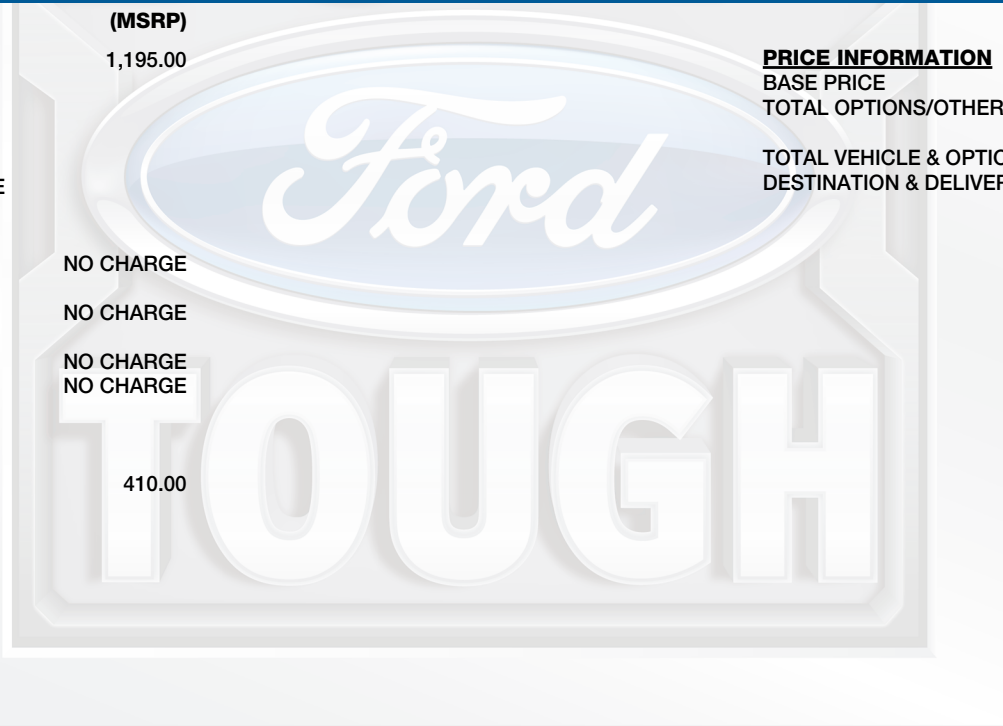 (MSRP)
1,195.00
E
NO CHARGE
NO CHARGE
NO CHARGE
NO CHARGE
410.00
PRICE INFORMATION
BASE PRICE
TOTAL OPTIONS/OTHER
TOTAL VEHICLE & OPTIO
DESTINATION & DELIVER
Ford
TOUGH